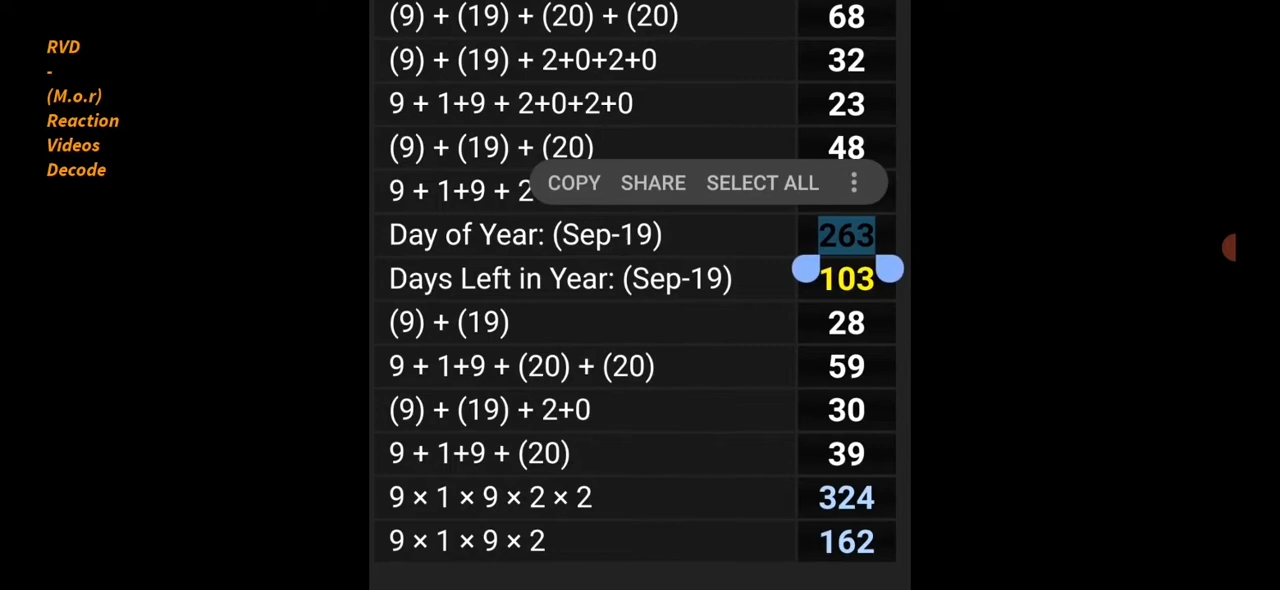 RVD
-
(M.o.r)
Reaction
Videos
Decode
(9) + (19) + (20) + (20) 68
(9) + (19) + 2+0+2+0 32
9 + 1+9 + 2+0+2+0 23
(9) + (19) + (20) 48
9 + 1+9 + 2
COPY SHARE SELECT ALL
Day of Year: (Sep-19) 263
Days Left in Year: (Sep-19) 103
(9) + (19) 28
9 + 1+9 + (20) + (20) 59
(9) + (19) + 2+0 30
9 + 1+9 + (20) 39
9 × 1 × 9 × 2 × 2 324
9 × 1 × 9 × 2 162